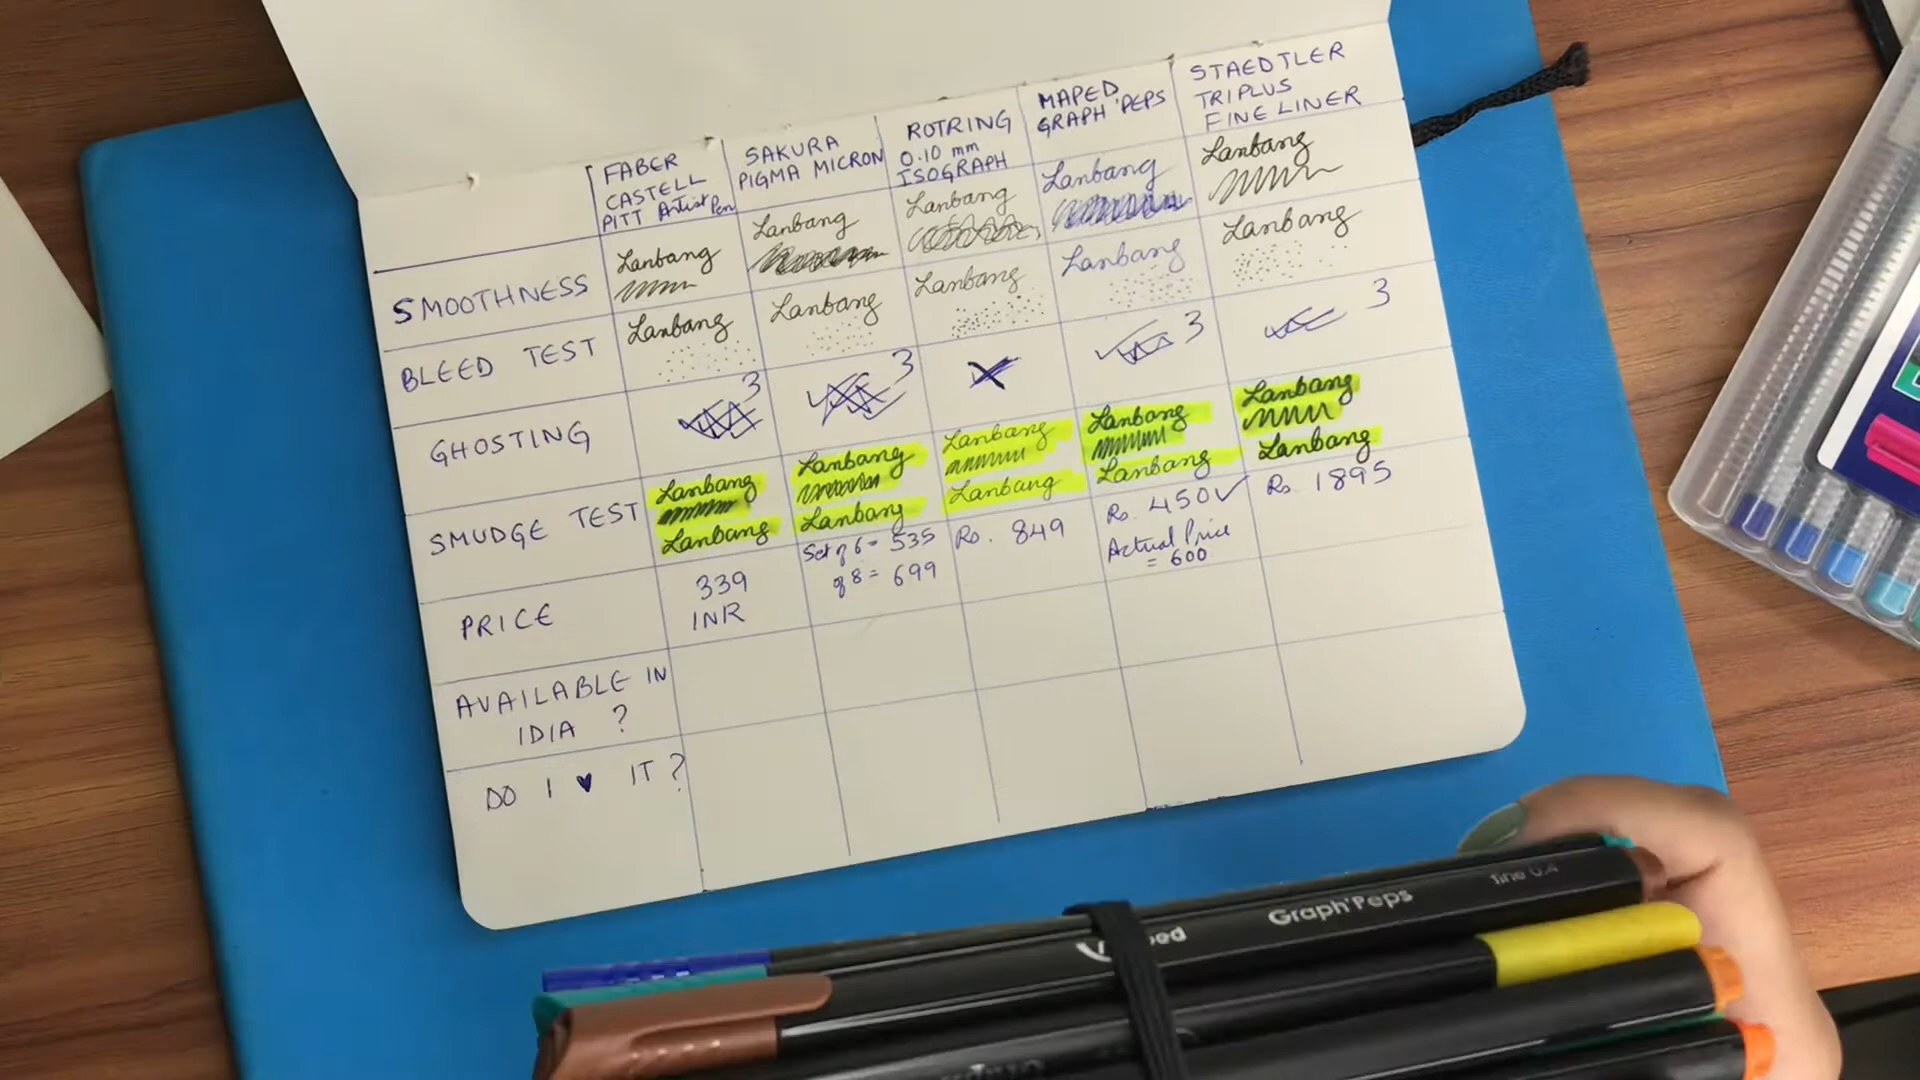 FABER
CASTELL
PITT Artist Pen
SAKURA
PIGMA MICRON
ROTRING
0.10 mm
ISOGRAPH
MAPED
GRAPH'PEPS
STAEDTLER
TRIPLUS
FINE LINER
SMOOTHNESS
Lanbang
Lanbang
Lanbang
Lanbang
Lanbang
BLEED TEST
Lanbang
Lanbang
Lanbang
Lanbang
Lanbang
GHOSTING
3
3
3
3
SMUDGE TEST
Lanbang
Lanbang
Lanbang
Lanbang
Lanbang
Lanbang
Lanbang
Lanbang
Lanbang
Lanbang
PRICE
339
INR
Set of 6 = 535
of 8 = 699
Rs. 849
Rs. 450
Actual Price
= 600
Rs. 1895
AVAILABLE IN
IDIA ?
DO I ♥ IT ?
Graph'Peps
fine 0.4